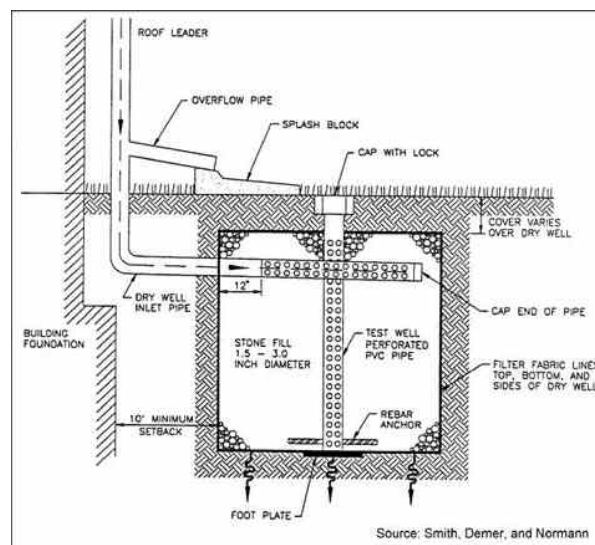 ROOF LEADER
OVERFLOW PIPE
SPLASH BLOCK
CAP WITH LOCK
COVER VARIES
OVER DRY WELL
12"
DRY WELL
INLET PIPE
CAP END OF PIPE
BUILDING
FOUNDATION
STONE FILL
1.5 - 3.0
INCH DIAMETER
TEST WELL
PERFORATED
PVC PIPE
FILTER FABRIC LINES
TOP, BOTTOM, AND
SIDES OF DRY WELL
10' MINIMUM
SETBACK
REBAR
ANCHOR
FOOT PLATE
Source: Smith, Demer, and Normann